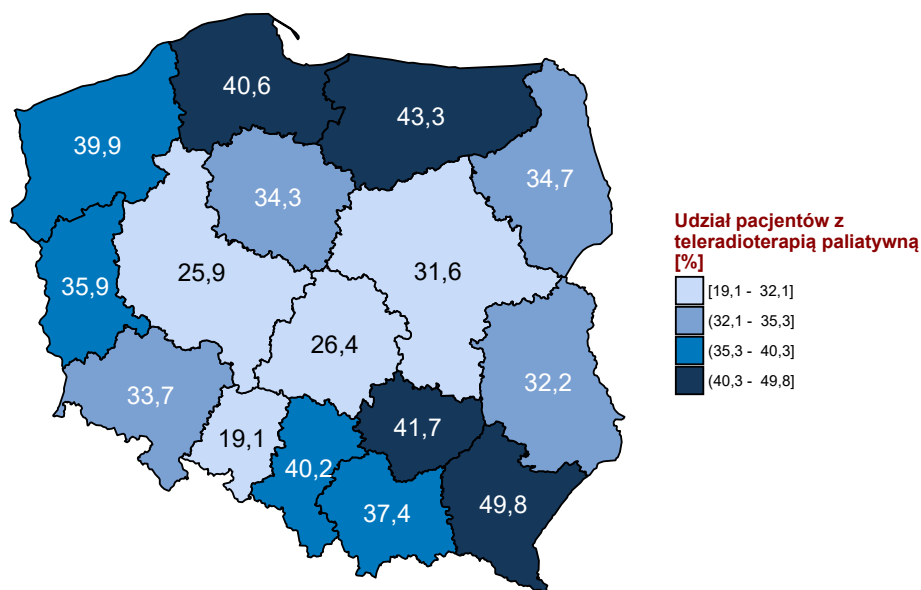 40,6
43,3
39,9
34,7
34,3
25,9
31,6
35,9
26,4
32,2
33,7
41,7
19,1
40,2
49,8
37,4
Udział pacjentów z
teleradioterapią paliatywną
[%]
[19,1 - 32,1]
(32,1 - 35,3]
(35,3 - 40,3]
(40,3 - 49,8]